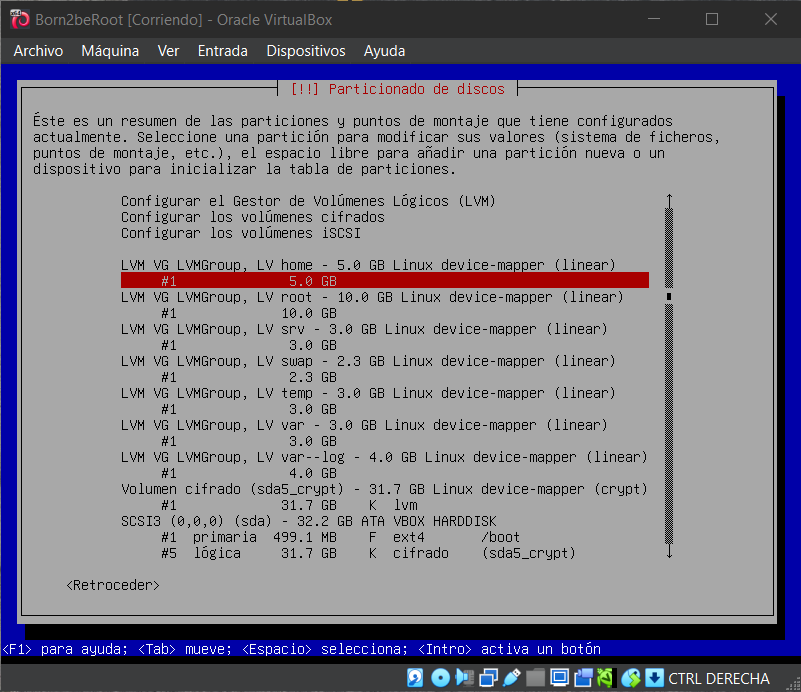 Born2beRoot [Corriendo] - Oracle VirtualBox
Archivo Máquina Ver Entrada Dispositivos Ayuda
[!!] Particionado de discos
Éste es un resumen de las particiones y puntos de montaje que tiene configurados
actualmente. Seleccione una partición para modificar sus valores (sistema de ficheros,
puntos de montaje, etc.), el espacio libre para añadir una partición nueva o un
dispositivo para inicializar la tabla de particiones.
Configurar el Gestor de Volúmenes Lógicos (LVM)
Configurar los volúmenes cifrados
Configurar los volúmenes iSCSI
LVM VG LVMGroup, LV home - 5.0 GB Linux device-mapper (linear)
#1 5.0 GB
LVM VG LVMGroup, LV root - 10.0 GB Linux device-mapper (linear)
#1 10.0 GB
LVM VG LVMGroup, LV srv - 3.0 GB Linux device-mapper (linear)
#1 3.0 GB
LVM VG LVMGroup, LV swap - 2.3 GB Linux device-mapper (linear)
#1 2.3 GB
LVM VG LVMGroup, LV temp - 3.0 GB Linux device-mapper (linear)
#1 3.0 GB
LVM VG LVMGroup, LV var - 3.0 GB Linux device-mapper (linear)
#1 3.0 GB
LVM VG LVMGroup, LV var--log - 4.0 GB Linux device-mapper (linear)
#1 4.0 GB
Volumen cifrado (sda5_crypt) - 31.7 GB Linux device-mapper (crypt)
#1 31.7 GB K lvm
SCSI3 (0,0,0) (sda) - 32.2 GB ATA VBOX HARDDISK
#1 primaria 499.1 MB F ext4 /boot
#5 lógica 31.7 GB K cifrado (sda5_crypt)
<Retroceder>
<F1> para ayuda; <Tab> mueve; <Espacio> selecciona; <Intro> activa un botón
CTRL DERECHA